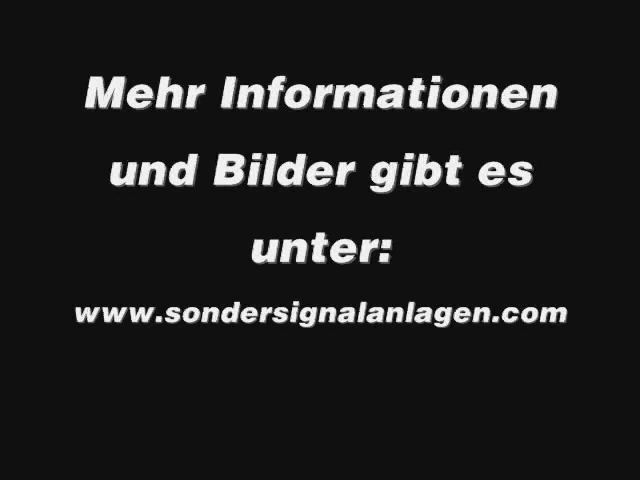 Mehr Informationen
und Bilder gibt es
unter:
www.sondersignalanlagen.com